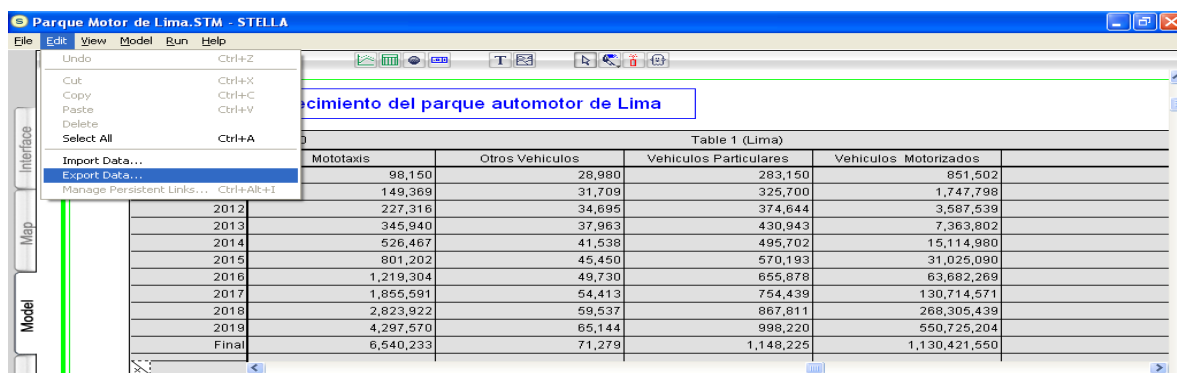 Parque Motor de Lima.STM - STELLA
File Edit View Model Run Help
Undo Ctrl+Z
Cut Ctrl+X
Copy Ctrl+C
Paste Ctrl+V
Delete
Select All Ctrl+A
Import Data...
Export Data...
Manage Persistent Links... Ctrl+Alt+I
Interface
Map
Model
T
ecimiento del parque automotor de Lima
Table 1 (Lima)
Mototaxis Otros Vehiculos Vehiculos Particulares Vehiculos Motorizados
98,150 28,980 283,150 851,502
149,369 31,709 325,700 1,747,798
2012 227,316 34,695 374,644 3,587,539
2013 345,940 37,963 430,943 7,363,802
2014 526,467 41,538 495,702 15,114,980
2015 801,202 45,450 570,193 31,025,090
2016 1,219,304 49,730 655,878 63,682,269
2017 1,855,591 54,413 754,439 130,714,571
2018 2,823,922 59,537 867,811 268,305,439
2019 4,297,570 65,144 998,220 550,725,204
Final 6,540,233 71,279 1,148,225 1,130,421,550